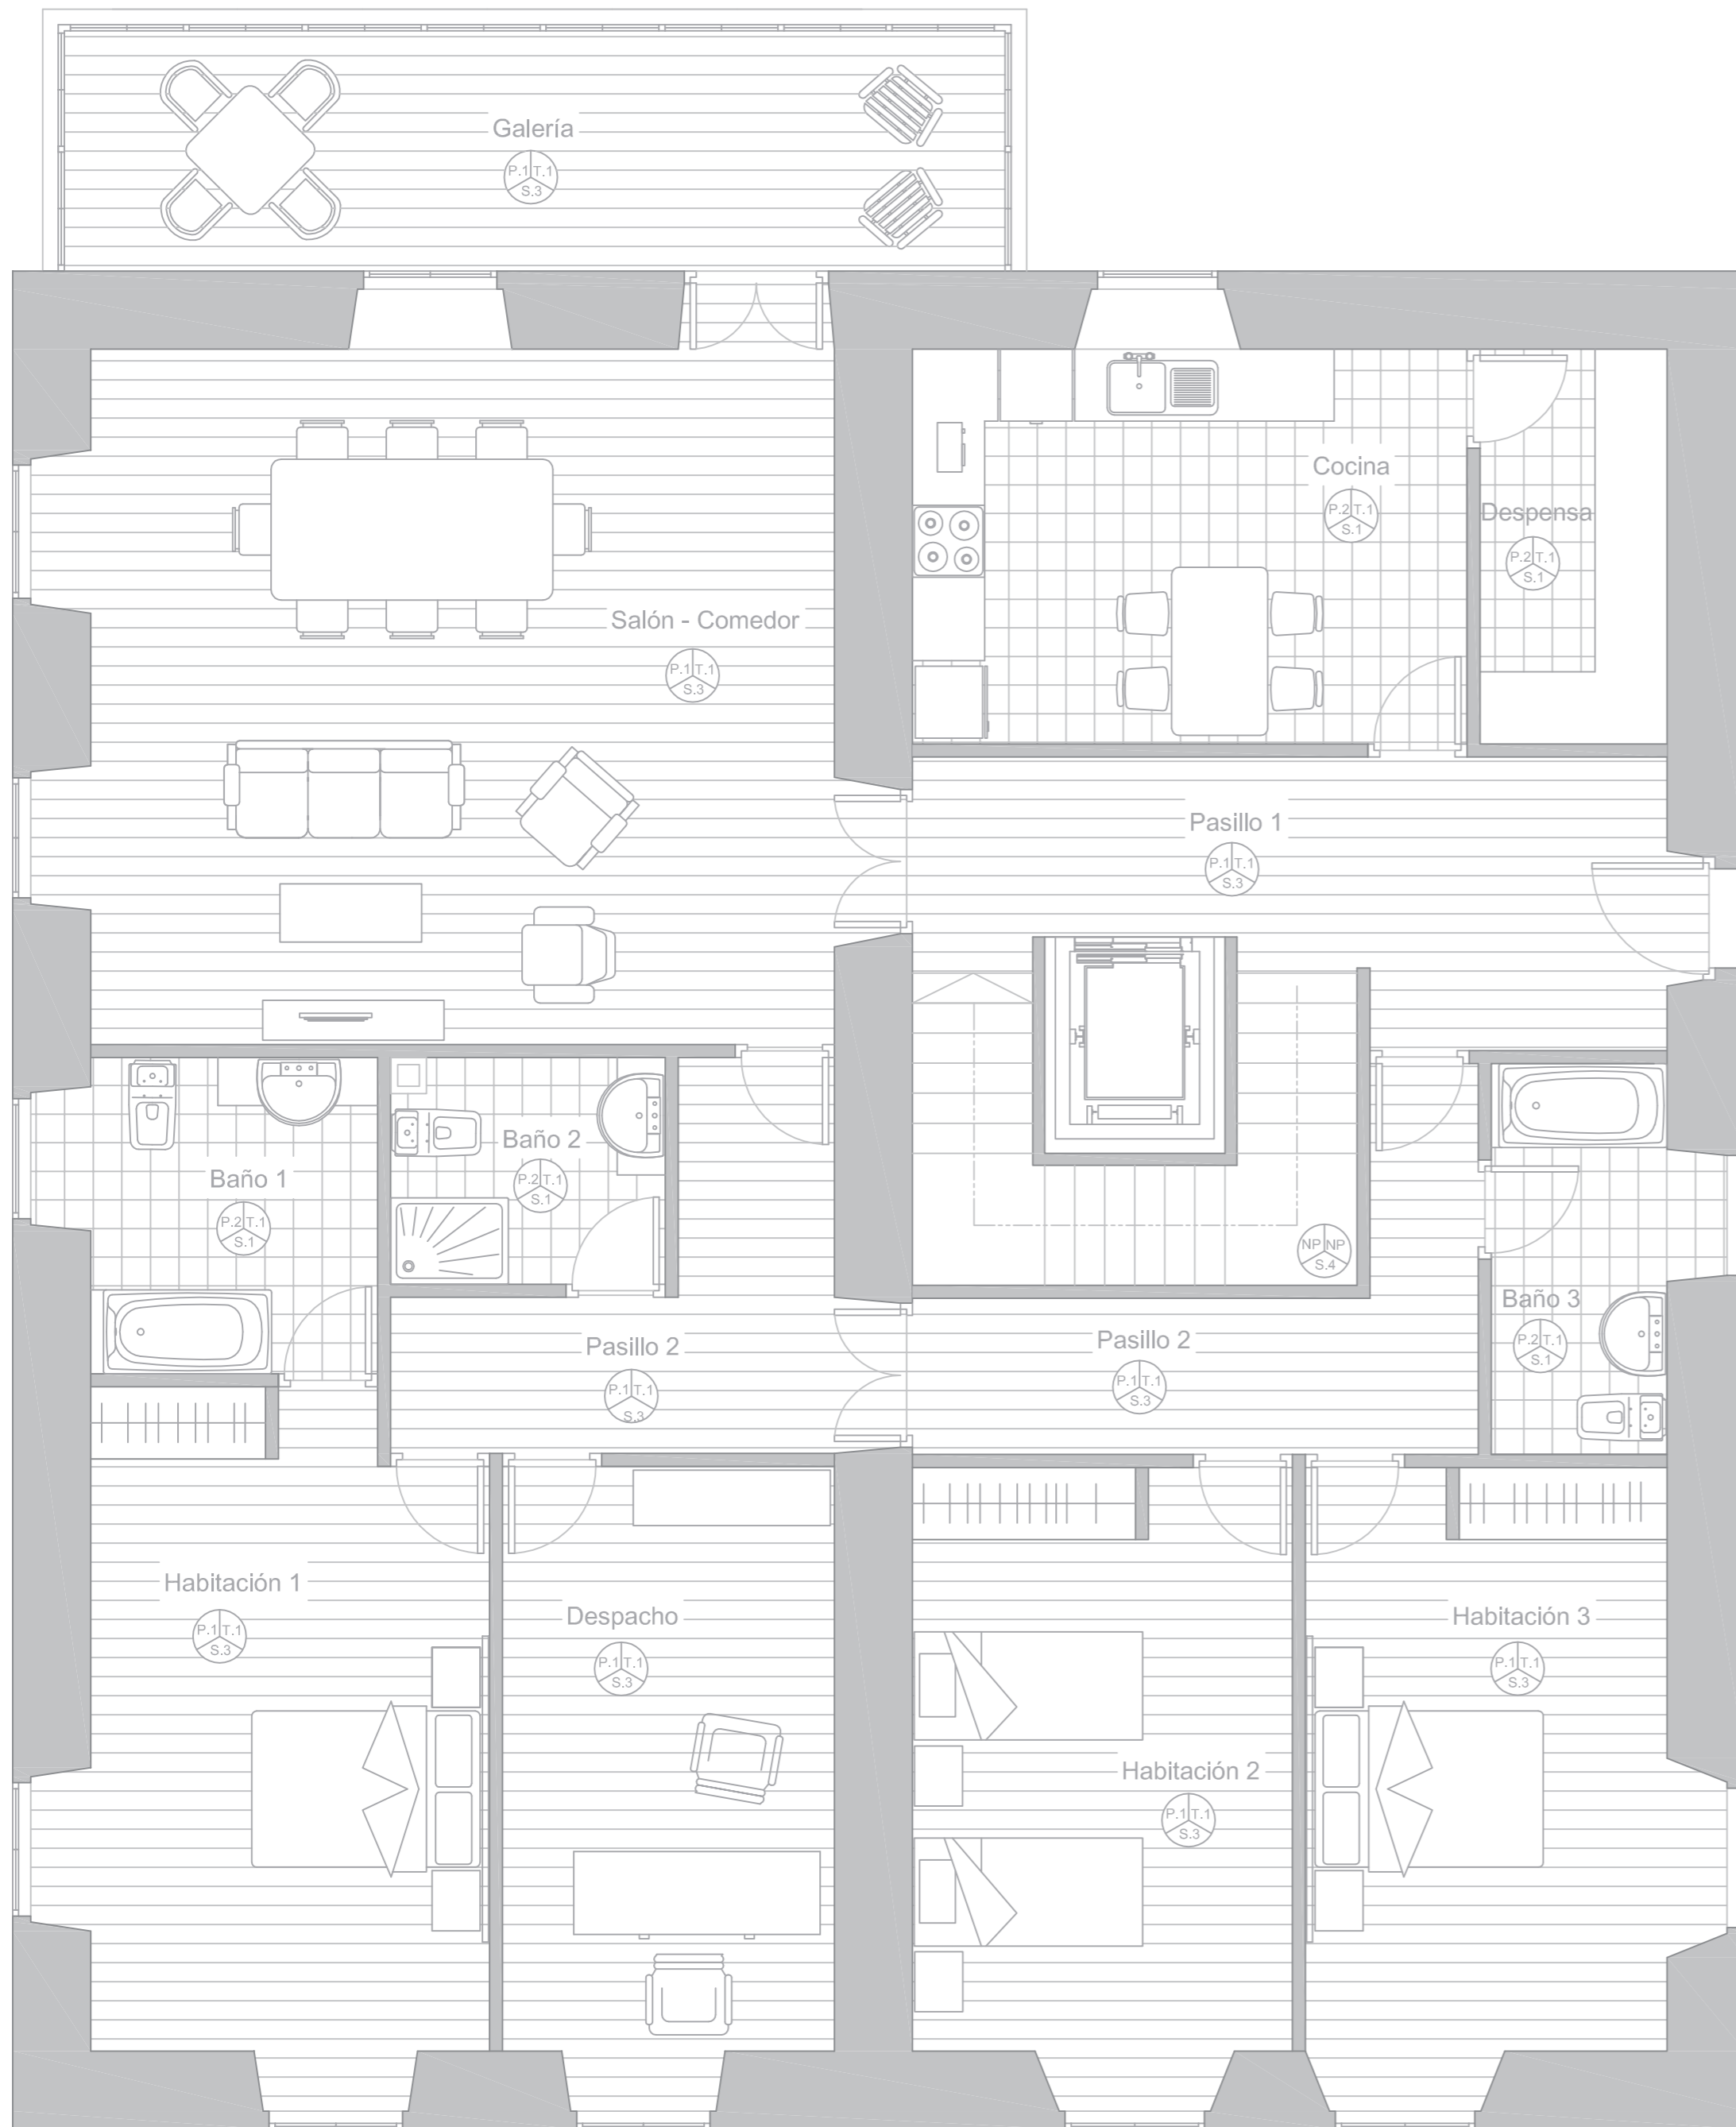 Galería
P.1 T.1
S.3
Cocina
P.2 T.1
S.1
Despensa
P.2 T.1
S.1
Salón - Comedor
P.1 T.1
S.3
Pasillo 1
P.1 T.1
S.3
Baño 2
P.2 T.1
S.1
Baño 1
P.2 T.1
S.1
NP NP
S.4
Baño 3
P.2 T.1
S.1
Pasillo 2
P.1 T.1
S.3
Pasillo 2
P.1 T.1
S.3
Habitación 1
P.1 T.1
S.3
Despacho
P.1 T.1
S.3
Habitación 3
P.1 T.1
S.3
Habitación 2
P.1 T.1
S.3